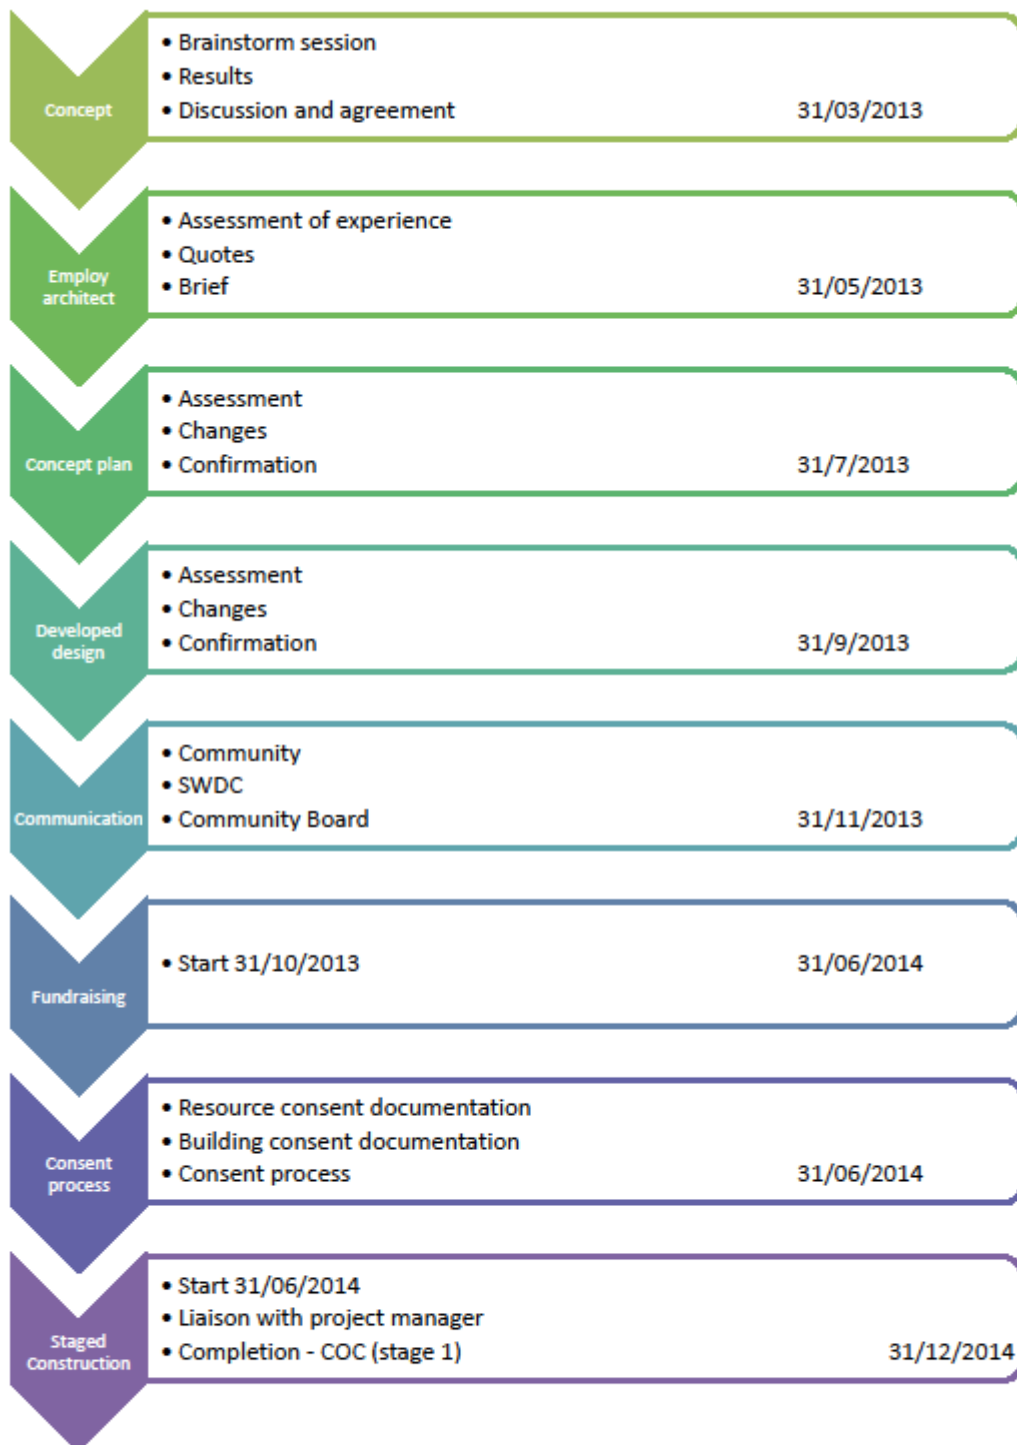 Concept
• Brainstorm session
• Results
• Discussion and agreement 31/03/2013
Employ
architect
• Assessment of experience
• Quotes
• Brief 31/05/2013
Concept plan
• Assessment
• Changes
• Confirmation 31/7/2013
Developed
design
• Assessment
• Changes
• Confirmation 31/9/2013
Communication
• Community
• SWDC
• Community Board 31/11/2013
Fundraising
• Start 31/10/2013 31/06/2014
Consent
process
• Resource consent documentation
• Building consent documentation
• Consent process 31/06/2014
Staged
Construction
• Start 31/06/2014
• Liaison with project manager
• Completion - COC (stage 1) 31/12/2014